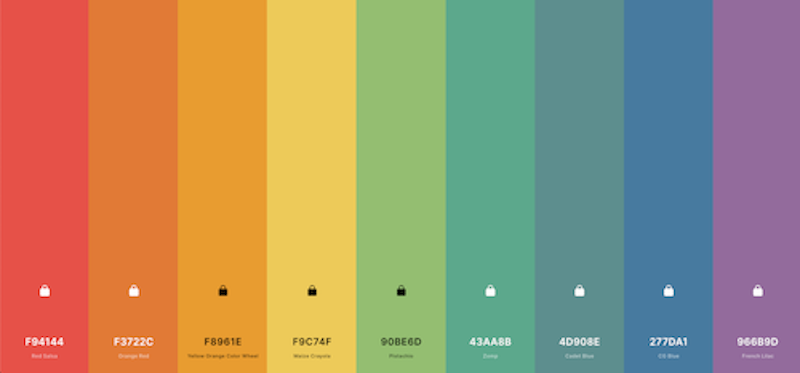 F94144 F3722C F8961E F9C74F 90BE6D 43AA8B 4D908E 277DA1 966B9D
Red Salsa Orange Red Yellow Orange Color Wheel Maize Crayola Pistachio Zomp Cadet Blue CG Blue French Lilac